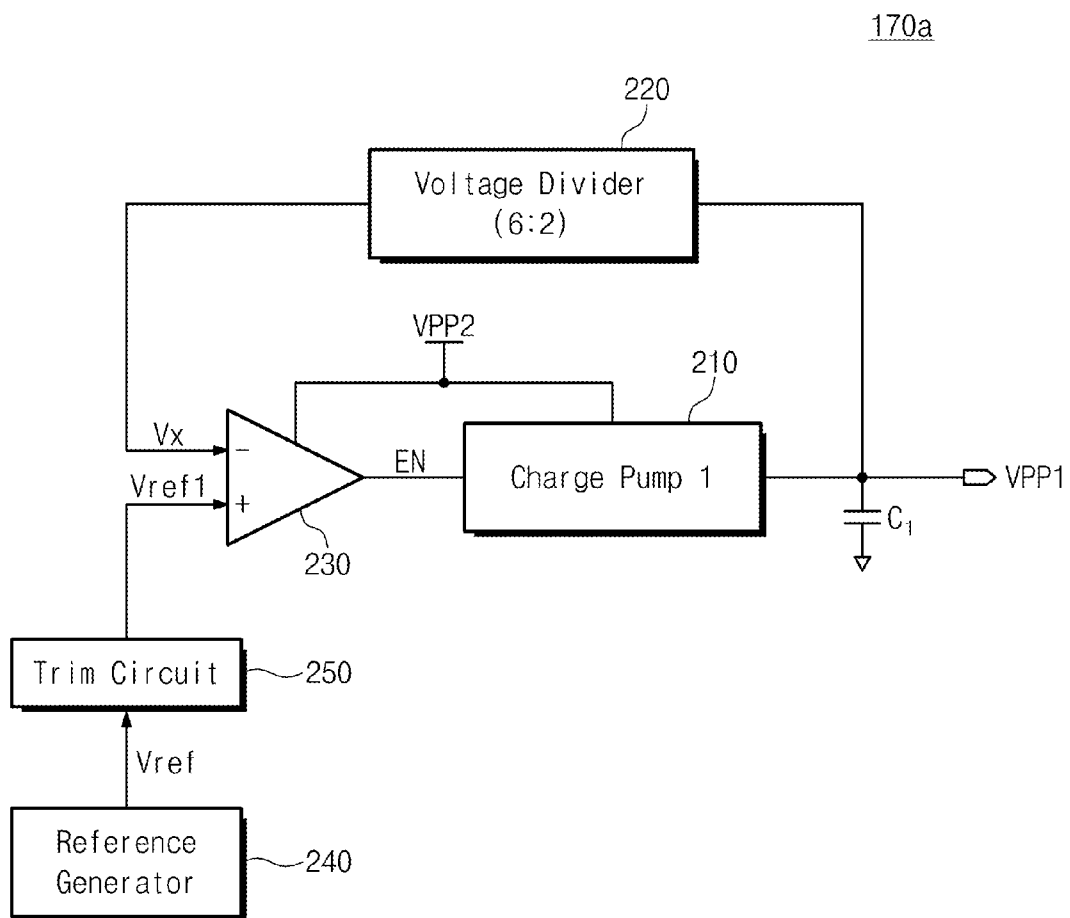 170a
220
Voltage Divider
(6:2)
VPP2
210
Vx
−
EN
Charge Pump 1
VPP1
Vref1
+
C1
230
Trim Circuit
250
Vref
Reference
Generator
240